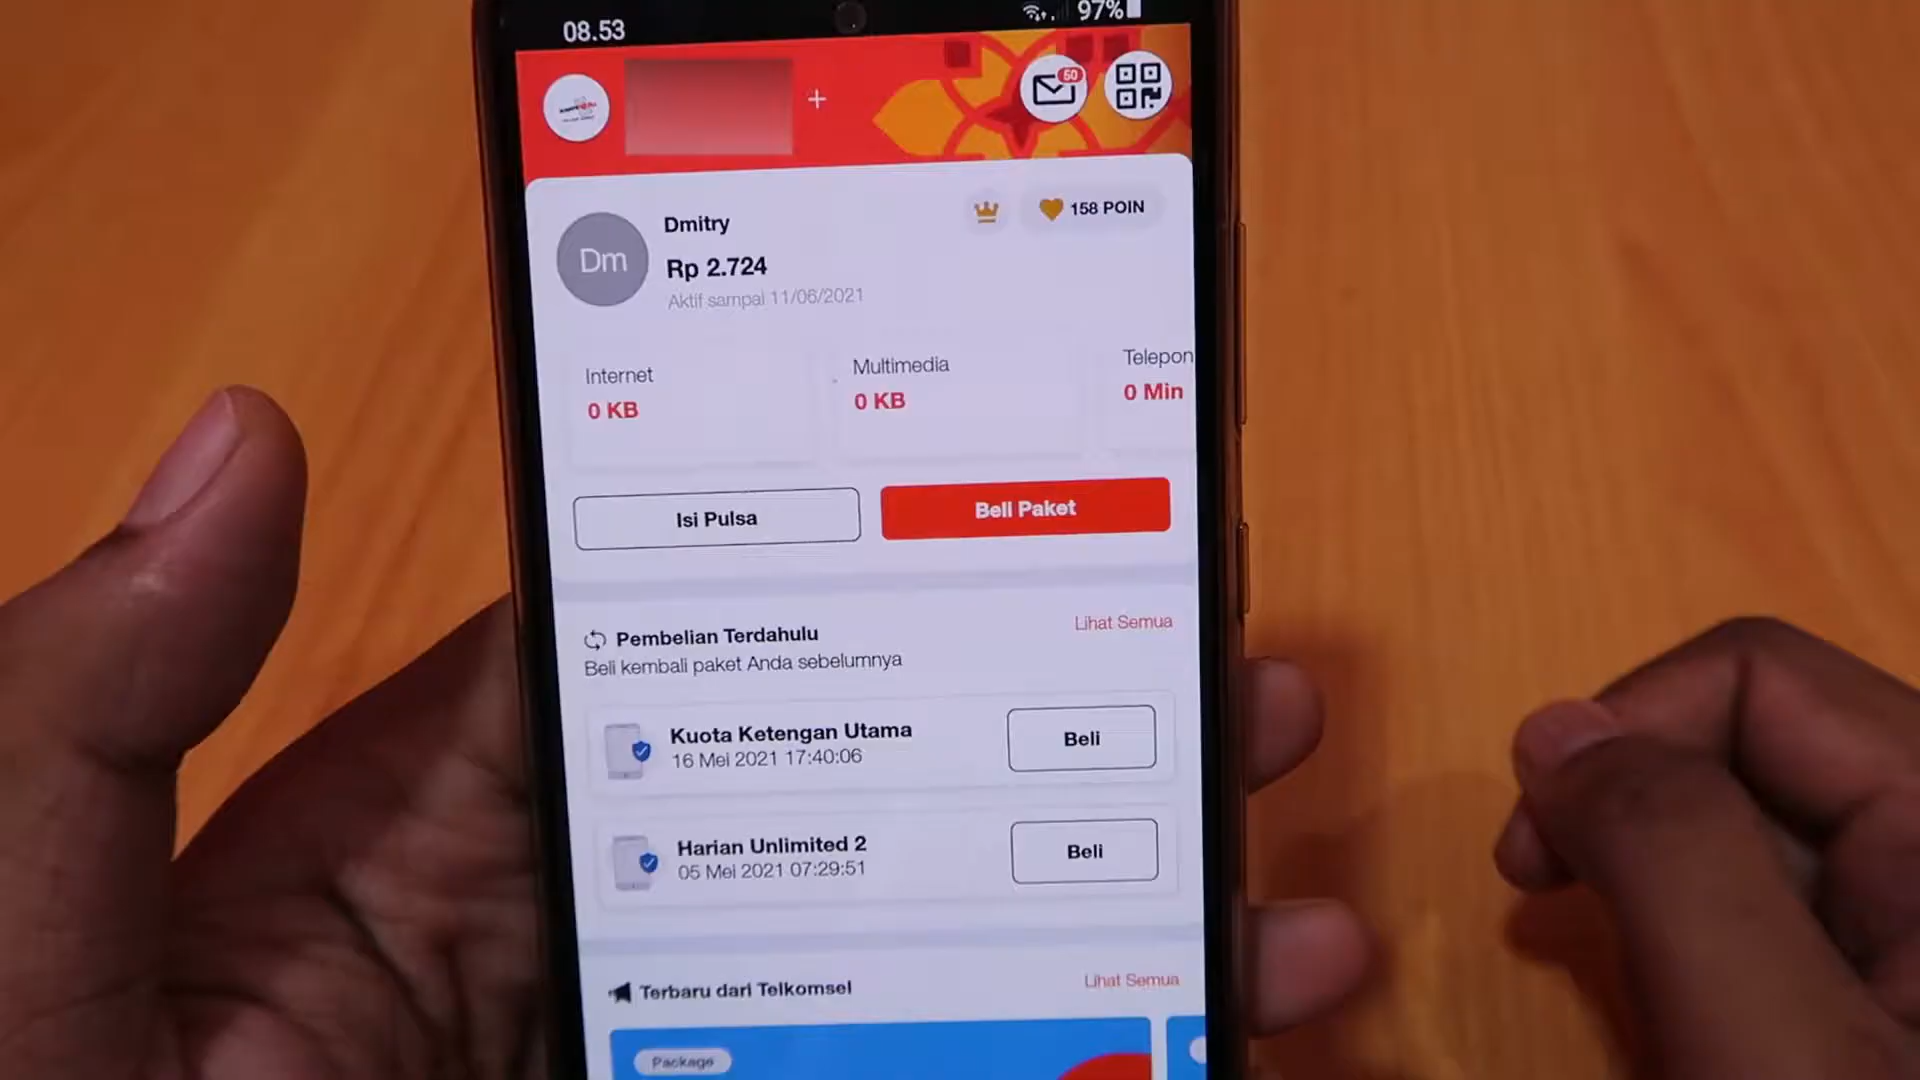 08.53
97%
50
+
Dmitry
158 POIN
Dm
Rp 2.724
Aktif sampai 11/06/2021
Internet
0 KB
Multimedia
0 KB
Telepon
0 Min
Isi Pulsa
Beli Paket
Pembelian Terdahulu
Lihat Semua
Beli kembali paket Anda sebelumnya
Kuota Ketengan Utama
16 Mei 2021 17:40:06
Beli
Harian Unlimited 2
05 Mei 2021 07:29:51
Beli
Terbaru dari Telkomsel
Lihat Semua
Package